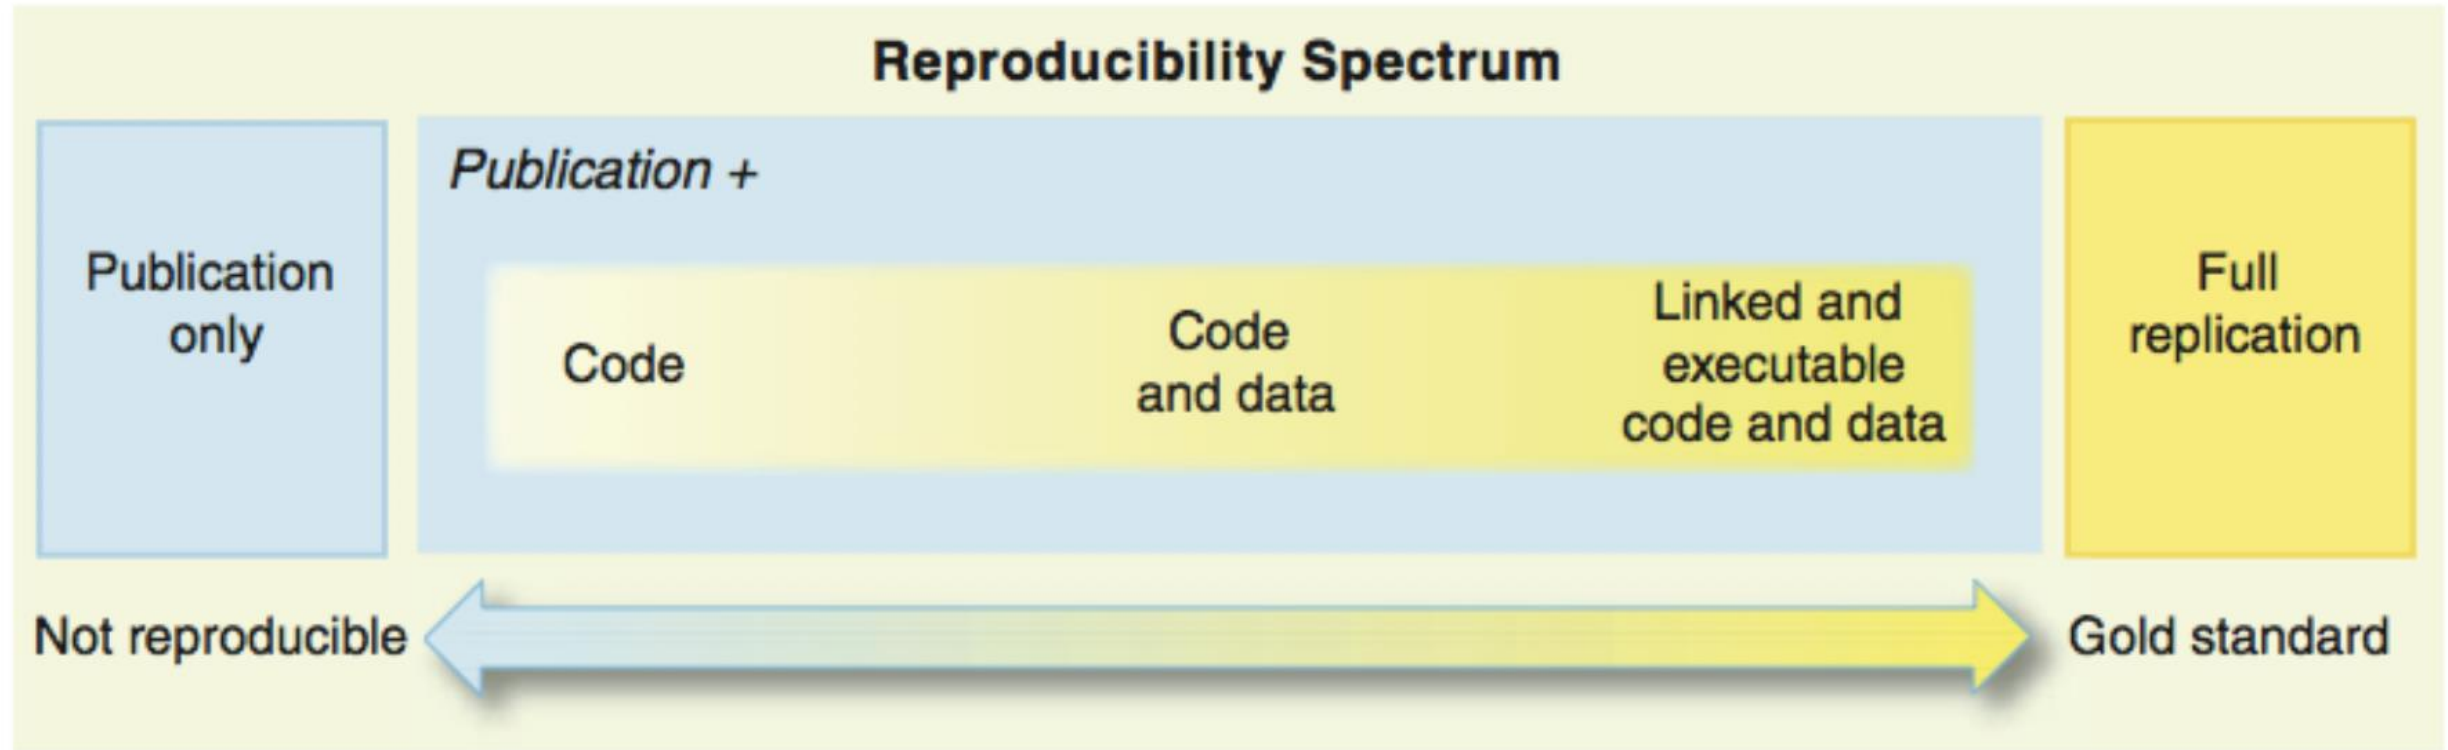 Reproducibility Spectrum
Publication
only
Publication +
Code
Code
and data
Linked and
executable
code and data
Full
replication
Not reproducible
Gold standard